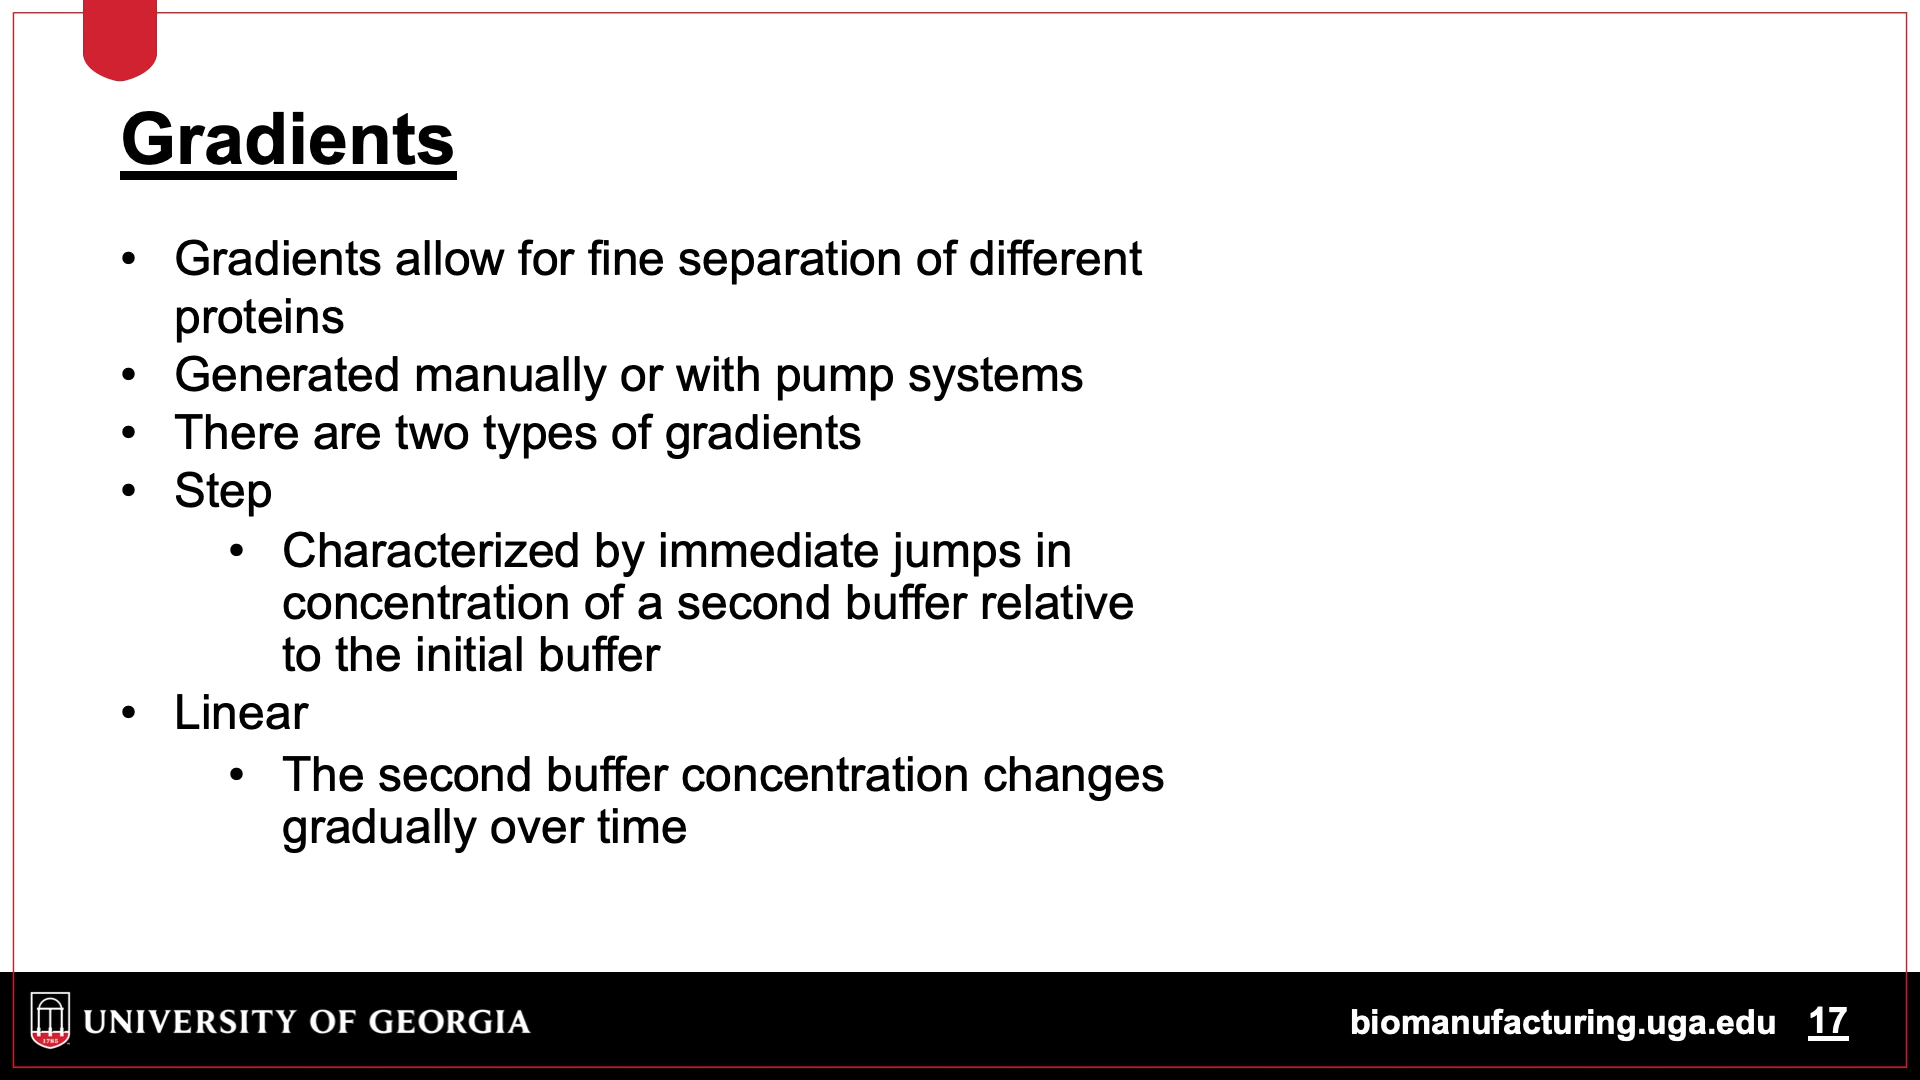 Gradients
• Gradients allow for fine separation of different
proteins
• Generated manually or with pump systems
• There are two types of gradients
• Step
• Characterized by immediate jumps in
concentration of a second buffer relative
to the initial buffer
• Linear
• The second buffer concentration changes
gradually over time
1785
UNIVERSITY OF GEORGIA
biomanufacturing.uga.edu 17